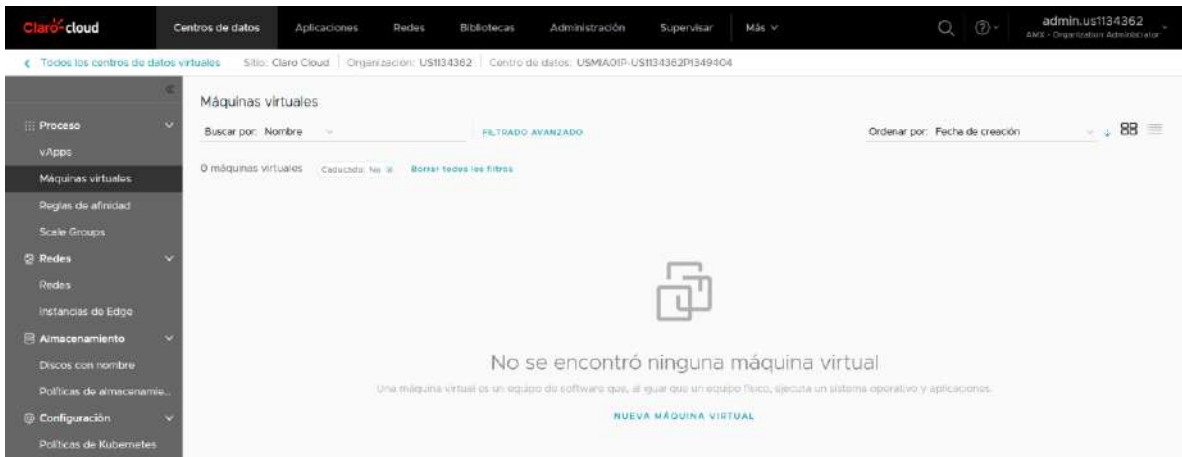 Claro cloud
Centros de datos Aplicaciones Redes Bibliotecas Administración Supervisar Más
admin.us1134362
AMX - Organization Administrator
Todos los centros de datos virtuales Sitio: Claro Cloud Organización: US1134362 Centro de datos: USMIA01P-US1134362P1349404
Máquinas virtuales
Proceso
vApps
Máquinas virtuales
Reglas de afinidad
Scale Groups
Redes
Redes
Instancias de Edge
Almacenamiento
Discos con nombre
Políticas de almacenamie...
Configuración
Políticas de Kubernetes
Buscar por: Nombre FILTRADO AVANZADO Ordenar por: Fecha de creación
0 máquinas virtuales Caducado: No Borrar todos los filtros
No se encontró ninguna máquina virtual
Una máquina virtual es un equipo de software que, al igual que un equipo físico, ejecuta un sistema operativo y aplicaciones.
NUEVA MÁQUINA VIRTUAL